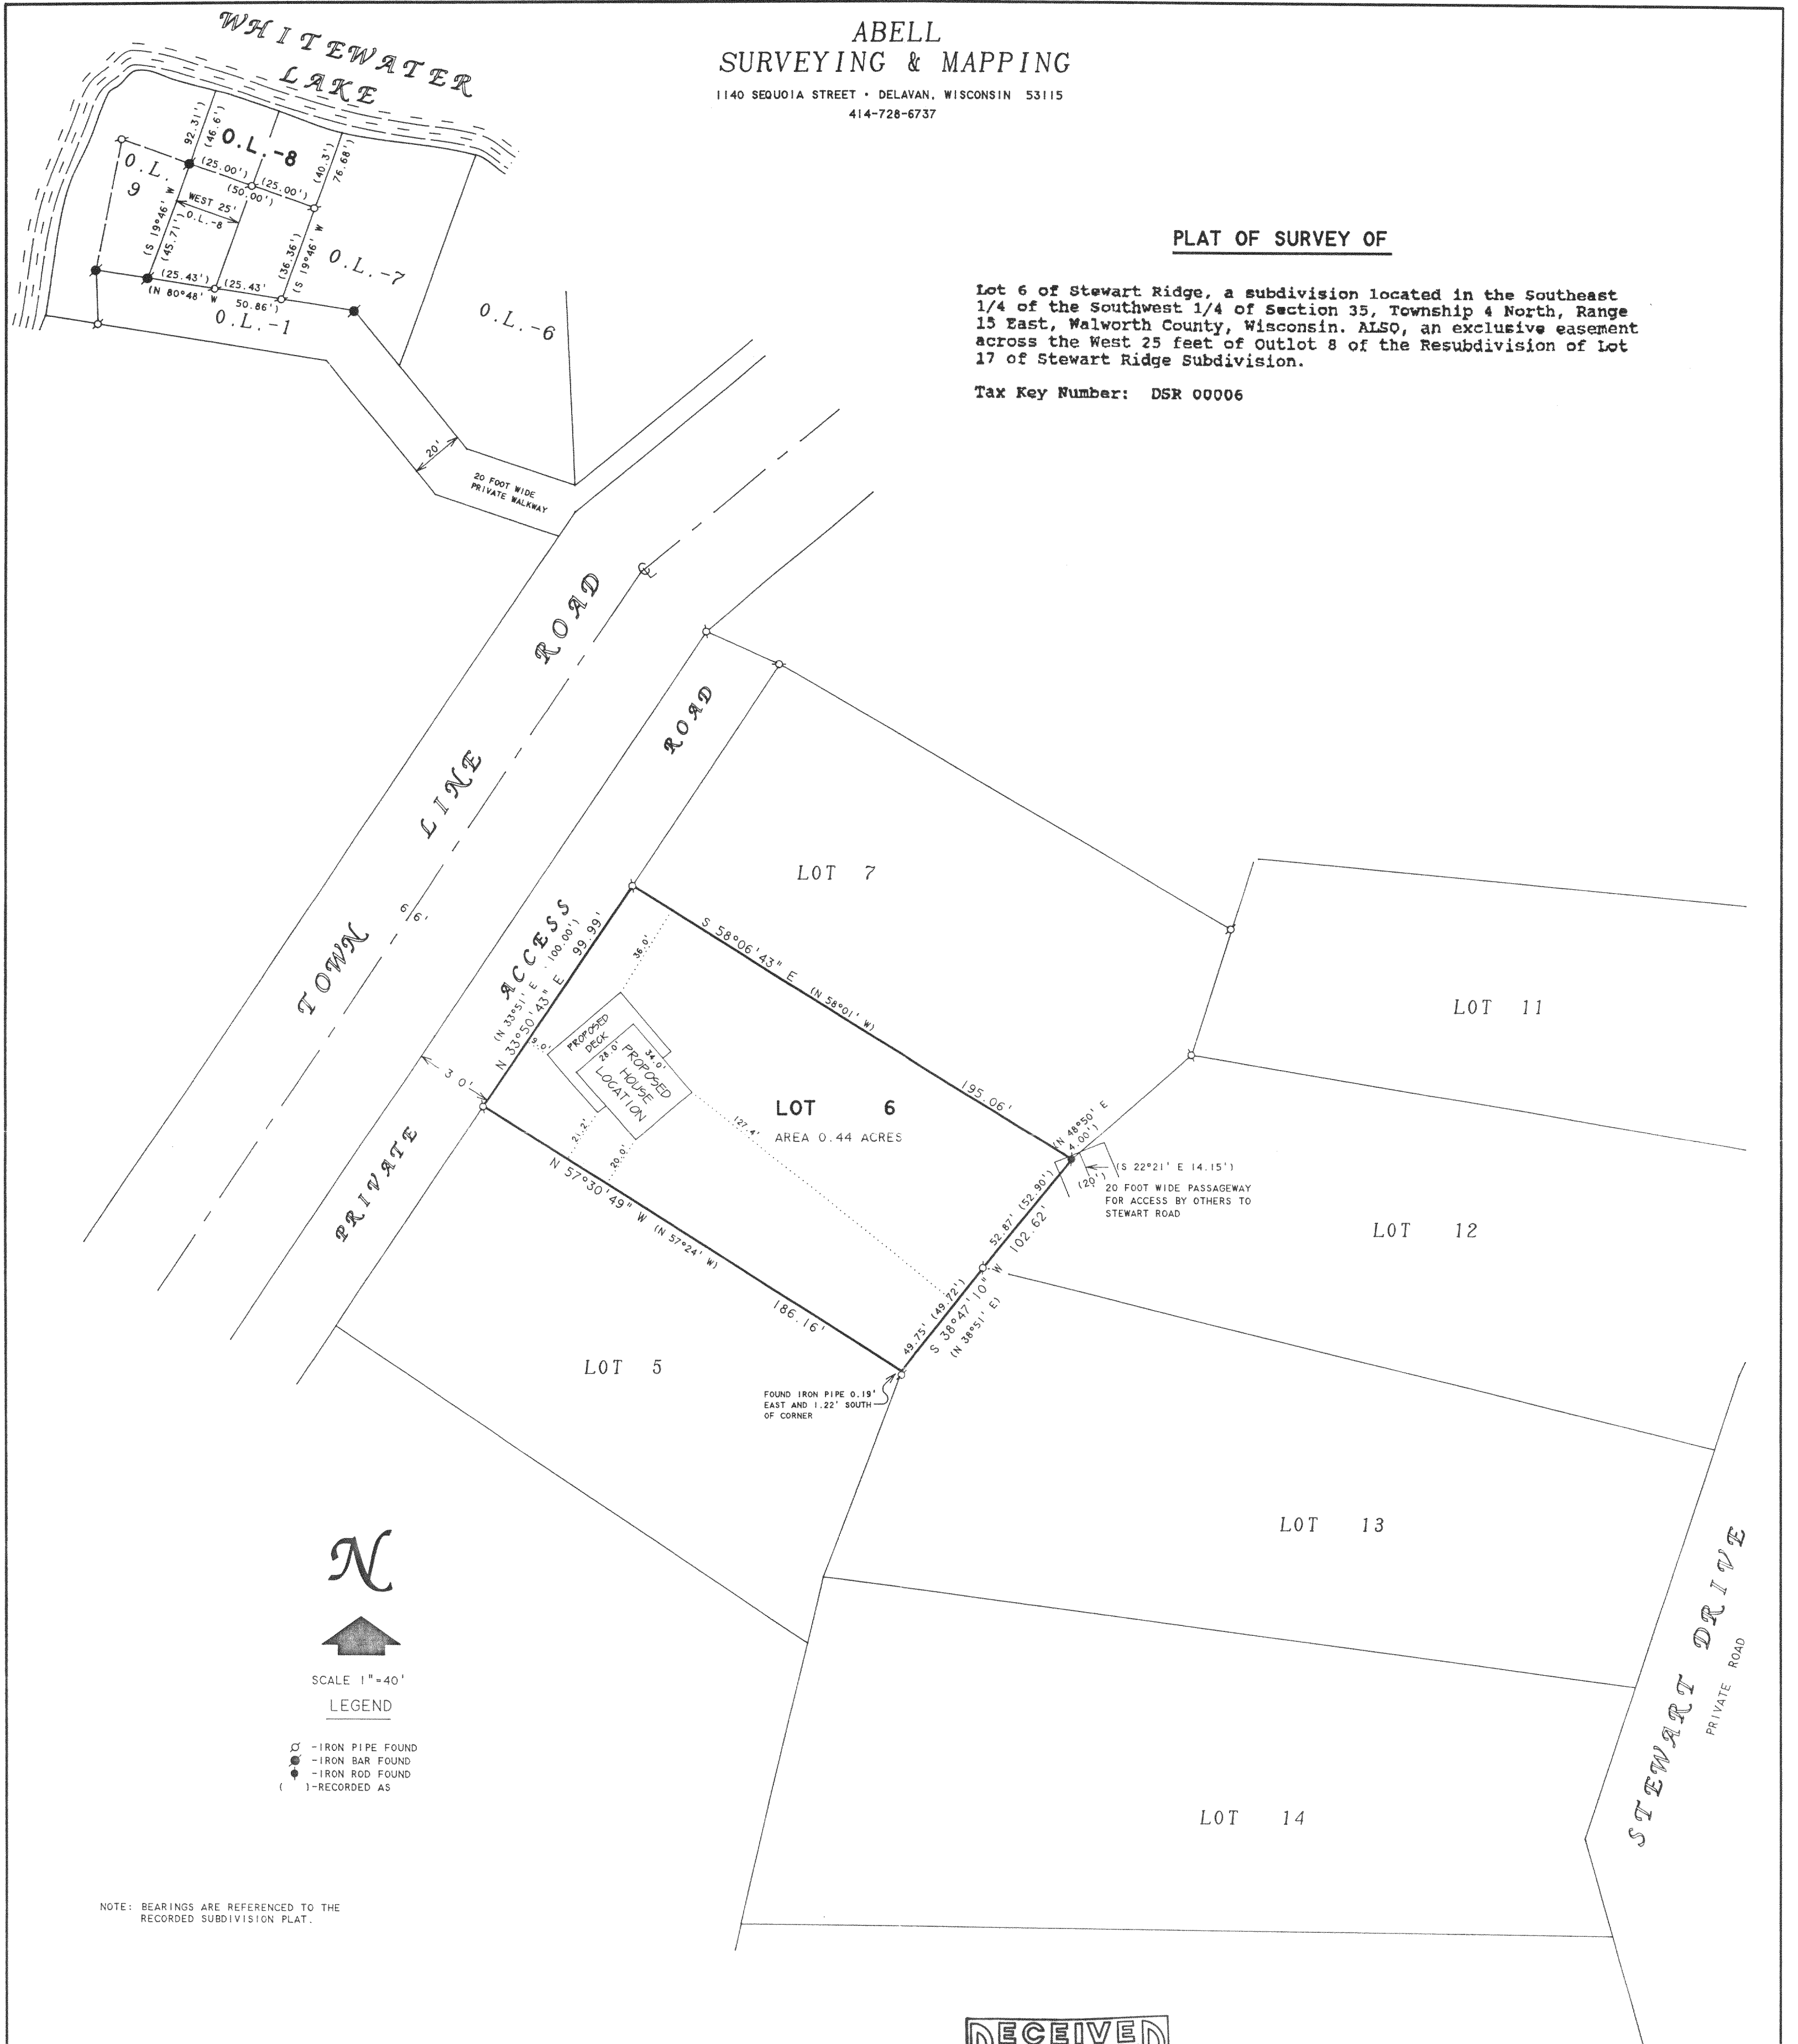 ABELL
SURVEYING & MAPPING
1140 SEQUOIA STREET • DELAVAN, WISCONSIN 53115
414-728-6737
WHITEWATER
LAKE
92.31')
(46.6')
O.L.-8
(40.3')
76.68')
O.L.
9
(25.00')
(25.00')
(50.00')
WEST 25'
O.L.-8
(S 19°46' W
(45.71')
(36.36')
(S 19°46' W
O.L.-7
(25.43')
(25.43'
(N 80°48' W
50.86')
O.L.-1
O.L.-6
20'
20 FOOT WIDE
PRIVATE WALKWAY
PLAT OF SURVEY OF
Lot 6 of Stewart Ridge, a subdivision located in the Southeast
1/4 of the Southwest 1/4 of Section 35, Township 4 North, Range
15 East, Walworth County, Wisconsin. ALSO, an exclusive easement
across the West 25 feet of Outlot 8 of the Resubdivision of Lot
17 of Stewart Ridge Subdivision.
Tax Key Number: DSR 00006
TOWN LINE ROAD
66'
PRIVATE ACCESS ROAD
30'
LOT 7
(N 33°51' E 100.00')
N 33°50'43" E 99.99'
S 58°06'43" E
(N 58°01' W)
195.06'
36.0'
9.0'
PROPOSED
DECK
28.0'
34.0'
PROPOSED
HOUSE
LOCATION
21.2'
20.0'
127.4'
LOT 6
AREA 0.44 ACRES
N 57°30'49" W (N 57°24' W)
186.16'
(N 48°50' E
4.00')
(S 22°21' E 14.15')
(20')
20 FOOT WIDE PASSAGEWAY
FOR ACCESS BY OTHERS TO
STEWART ROAD
52.87' (52.90')
102.62'
49.75' (49.72')
S 38°47'10" W
(N 38°51' E)
FOUND IRON PIPE 0.19'
EAST AND 1.22' SOUTH
OF CORNER
LOT 5
LOT 11
LOT 12
LOT 13
LOT 14
STEWART DRIVE
PRIVATE ROAD
N
SCALE 1"=40'
LEGEND
-IRON PIPE FOUND
-IRON BAR FOUND
-IRON ROD FOUND
( )-RECORDED AS
NOTE: BEARINGS ARE REFERENCED TO THE
RECORDED SUBDIVISION PLAT.
RECEIVED